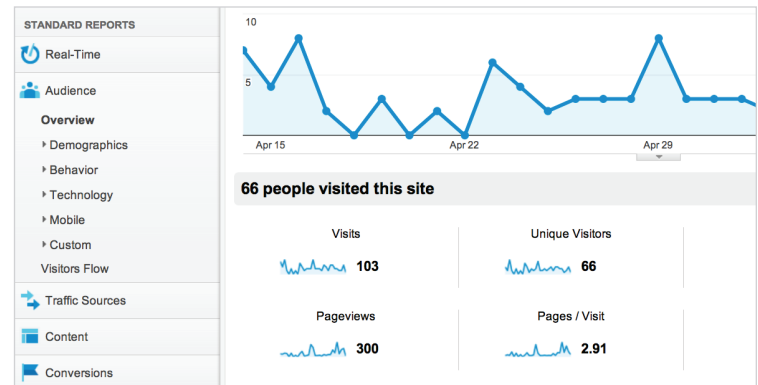 STANDARD REPORTS
Real-Time
Audience
Overview
Demographics
Behavior
Technology
Mobile
Custom
Visitors Flow
Traffic Sources
Content
Conversions
10
5
Apr 15 Apr 22 Apr 29
66 people visited this site
Visits Unique Visitors
103 66
Pageviews Pages / Visit
300 2.91